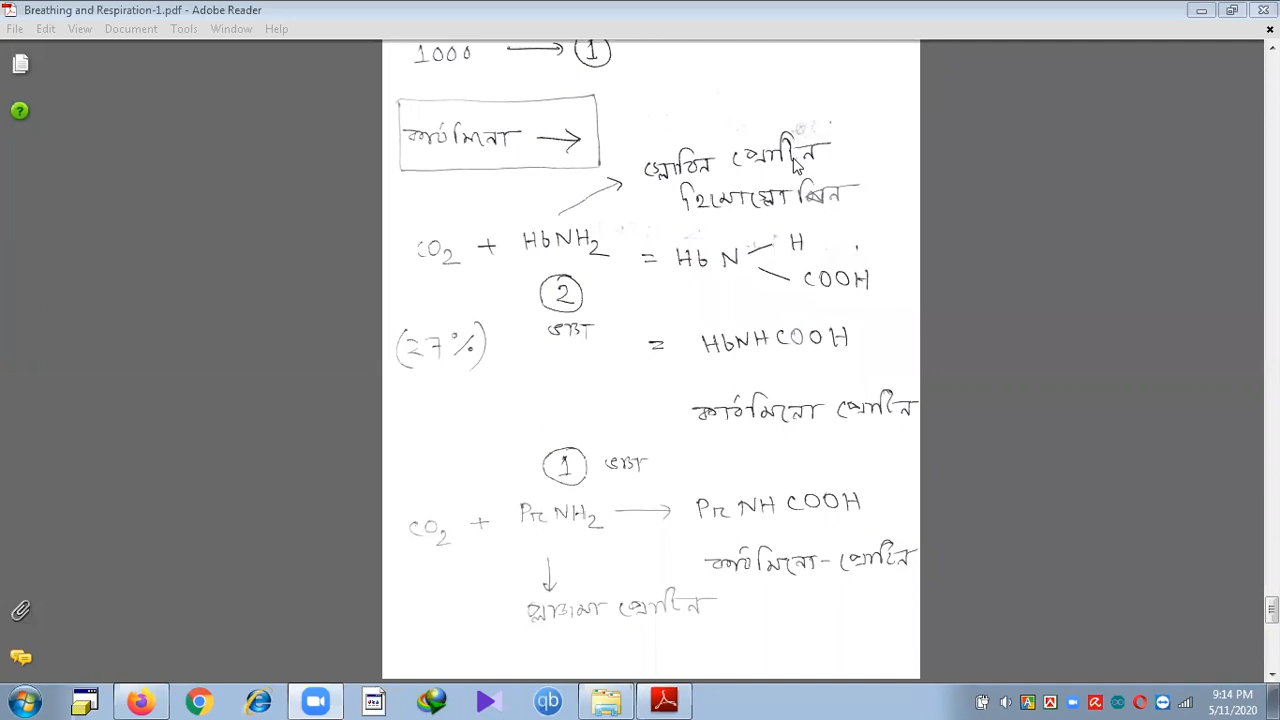 Breathing and Respiration-1.pdf - Adobe Reader
File Edit View Document Tools Window Help
1000 → ①
কার্বামিনো →
গ্লোবিন প্রোটিন
হিমোগ্লোবিন
CO2 + HbNH2 = HbN H
COOH
②
ভাগ
(27%)
= HbNHCOOH
কার্বামিনো প্রোটিন
① ভাগ
CO2 + PrNH2 → PrNHCOOH
কার্বামিনো-প্রোটিন
প্লাজমা প্রোটিন
9:14 PM
5/11/2020